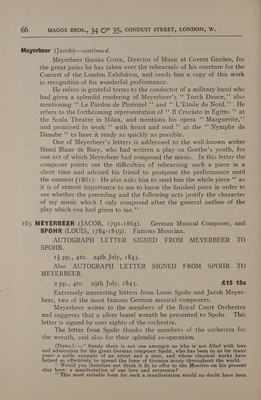 66 MAGGS BROS., 34 & 35, CONDUIT STREET, LONDON, W.
Meyerbeer (Jacob)—continued.
Meyerbeer thanks Costa, Director of Music at Covent Garden, for
the great pains he has taken over the rehearsals of his overture for the
Concert of the London Exhibition, and sends him a copy of this work
in recognition of his wonderful performance.
He refers in grateful terms to the conductor of a military band who
had given a splendid rendering of Meyerbeer's "Torch Dance," also
mentioning "Le Pardon de Ploërmel" and "L'Etoile du Nord." He
refers to the forthcoming representation of "Il Crociato in Egitto" at
the Scala Theatre in Milan, and mentions his opera "Marguerite,"
and promised to work "with heart and soul" at the "Nymphe du
Danube" to have it ready as quickly as possible.
One of Meyerbeer's letters is addressed to the well-known writer
Henri Blaze de Bury, who had written a play on Goethe's youth, for
one act of which Meyerbeer had composed the music. In this letter the
composer points out the difficulties of rehearsing such a piece in a
short time and advised his friend to postpone the performance until
the summer (1861). He also asks him to send him the whole piece "as
it is of utmost importance to me to know the finished piece in order to
see whether the preceding and the following acts justify the character
of my music which I only composed after the general outline of the
play which you had given to me."
165 MEYERBEER (JACOB, 1791-1864). German Musical Composer, and
SPOHR (LOUIS, 1784-1859). Famous Musician.
AUTOGRAPH LETTER SIGNED FROM MEYERBEER TO
SPOHR.
1½ pp., 4to. 24th July, 1845.
Also AUTOGRAPH LETTER SIGNED FROM SPOHR TO
MEYERBEER.
2 pp., 4to. 29th July, 1845. £15 15s
Extremely interesting letters from Louis Spohr and Jacob Meyer-
beer, two of the most famous German musical composers.
Meyerbeer writes to the members of the Royal Court Orchestra
and suggests that a silver laurel wreath be presented to Spohr. This
letter is signed by over eighty of the orchestra.
The letter from Spohr thanks the members of the orchestra for
the wreath, and also for their splendid co-operation.
(Trans.):—"Surely there is not one amongst us who is not filled with love
and admiration for the great German composer Spohr, who has been to us for many
years a noble example of an artist and a man, and whose classical works have
helped so effectively to spread the fame of German music throughout the world.
"Would you therefore not think it fit to offer to the Maestro on his present
stay here, a manifestation of our love and reverence?
"This most suitable form for such a manifestation would no doubt have been